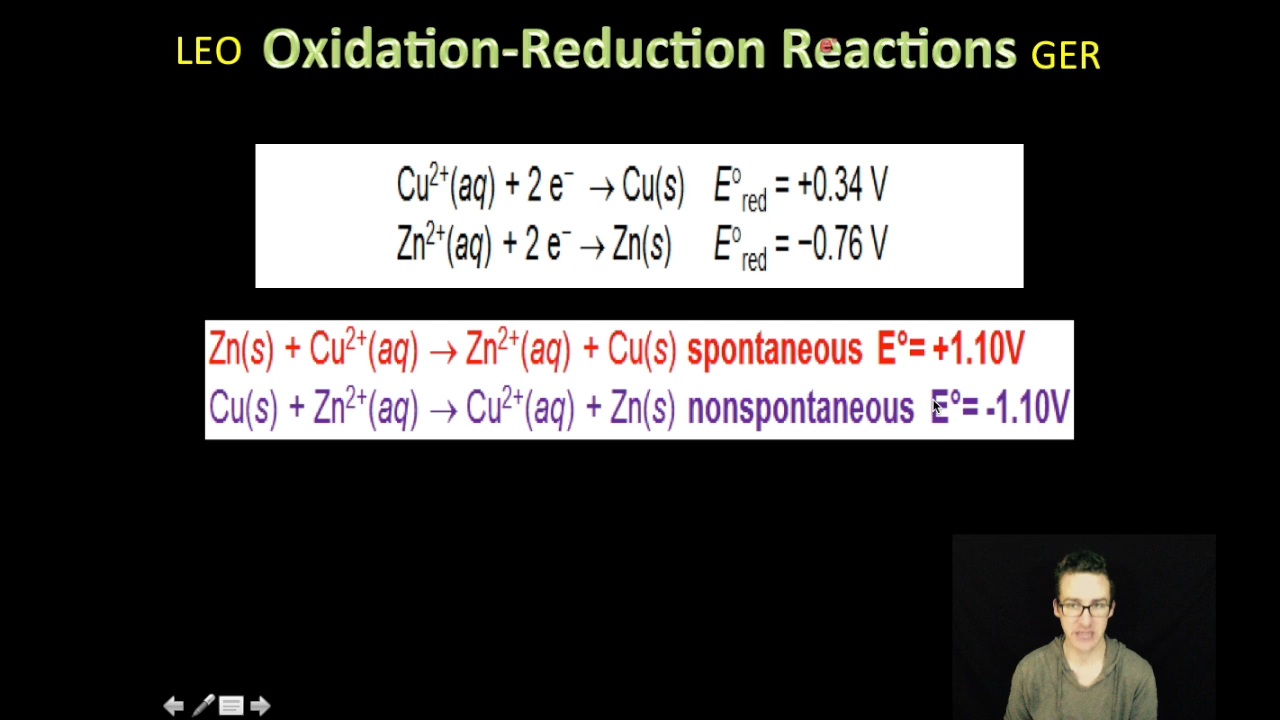 LEO Oxidation-Reduction Reactions GER
Cu²⁺(aq) + 2 e⁻ → Cu(s) E°red = +0.34 V
Zn²⁺(aq) + 2 e⁻ → Zn(s) E°red = −0.76 V
Zn(s) + Cu²⁺(aq) → Zn²⁺(aq) + Cu(s) spontaneous E°= +1.10V
Cu(s) + Zn²⁺(aq) → Cu²⁺(aq) + Zn(s) nonspontaneous E°= -1.10V